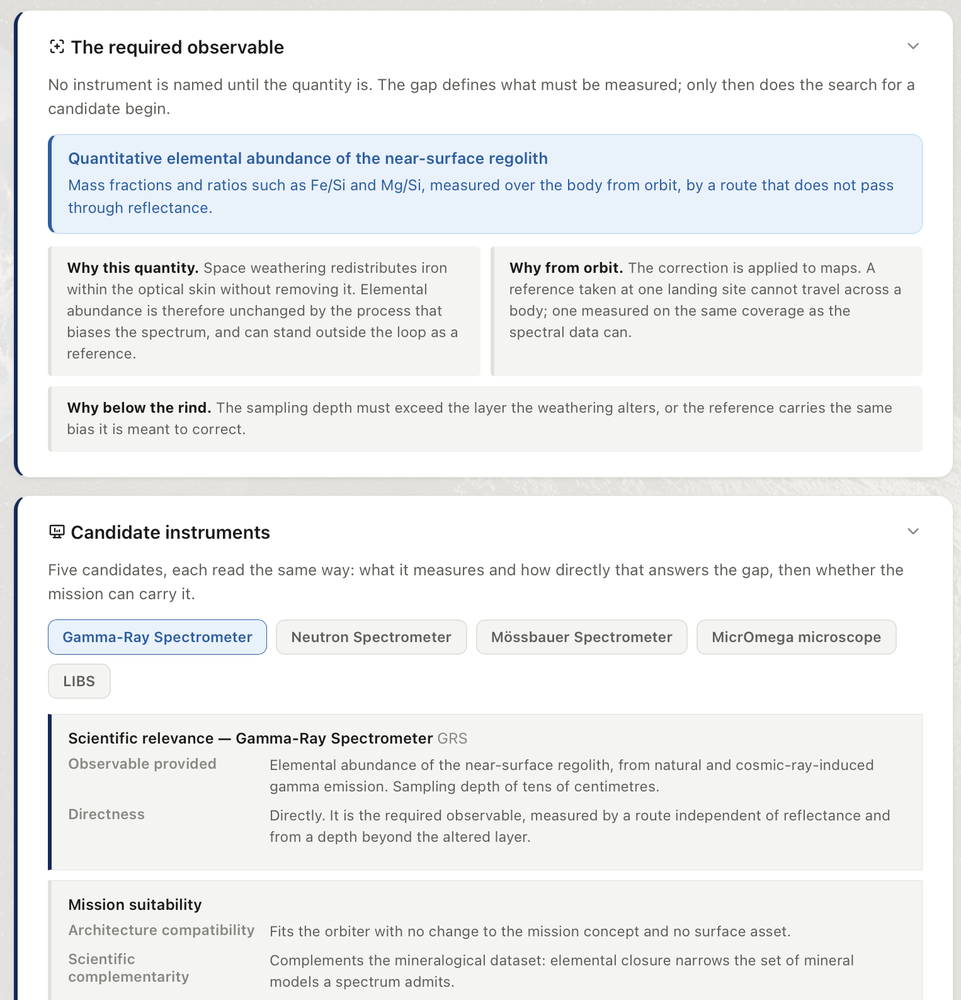 The required observable
No instrument is named until the quantity is. The gap defines what must be measured; only then does the search for a
candidate begin.
Quantitative elemental abundance of the near-surface regolith
Mass fractions and ratios such as Fe/Si and Mg/Si, measured over the body from orbit, by a route that does not pass
through reflectance.
Why this quantity. Space weathering redistributes iron
within the optical skin without removing it. Elemental
abundance is therefore unchanged by the process that
biases the spectrum, and can stand outside the loop as a
reference.
Why from orbit. The correction is applied to maps. A
reference taken at one landing site cannot travel across a
body; one measured on the same coverage as the
spectral data can.
Why below the rind. The sampling depth must exceed the layer the weathering alters, or the reference carries the same
bias it is meant to correct.
Candidate instruments
Five candidates, each read the same way: what it measures and how directly that answers the gap, then whether the
mission can carry it.
Gamma-Ray Spectrometer
Neutron Spectrometer
Mössbauer Spectrometer
MicrOmega microscope
LIBS
Scientific relevance — Gamma-Ray Spectrometer GRS
Observable provided
Elemental abundance of the near-surface regolith, from natural and cosmic-ray-induced
gamma emission. Sampling depth of tens of centimetres.
Directness
Directly. It is the required observable, measured by a route independent of reflectance and
from a depth beyond the altered layer.
Mission suitability
Architecture compatibility
Fits the orbiter with no change to the mission concept and no surface asset.
Scientific
complementarity
Complements the mineralogical dataset: elemental closure narrows the set of mineral
models a spectrum admits.